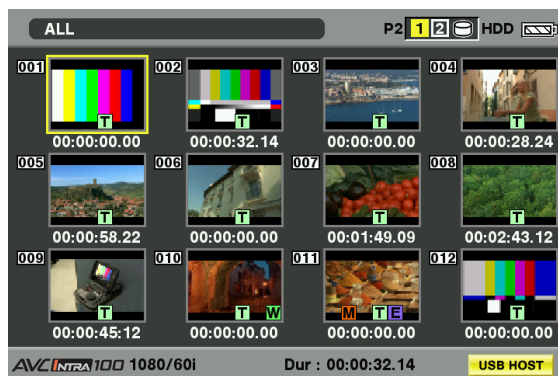 ALL P2 1 2 HDD
001 002 003 004
T T T T
00:00:00.00 00:00:32.14 00:00:00.00 00:00:28.24
005 006 007 008
T T T T
00:00:58.22 00:00:00.00 00:01:49.09 00:02:43.12
009 010 011 012
T T W M T E T
00:00:45:12 00:00:00.00 00:00:00.00 00:00:00.00
AVC INTRA 100 1080/60i Dur : 00:00:32.14 USB HOST